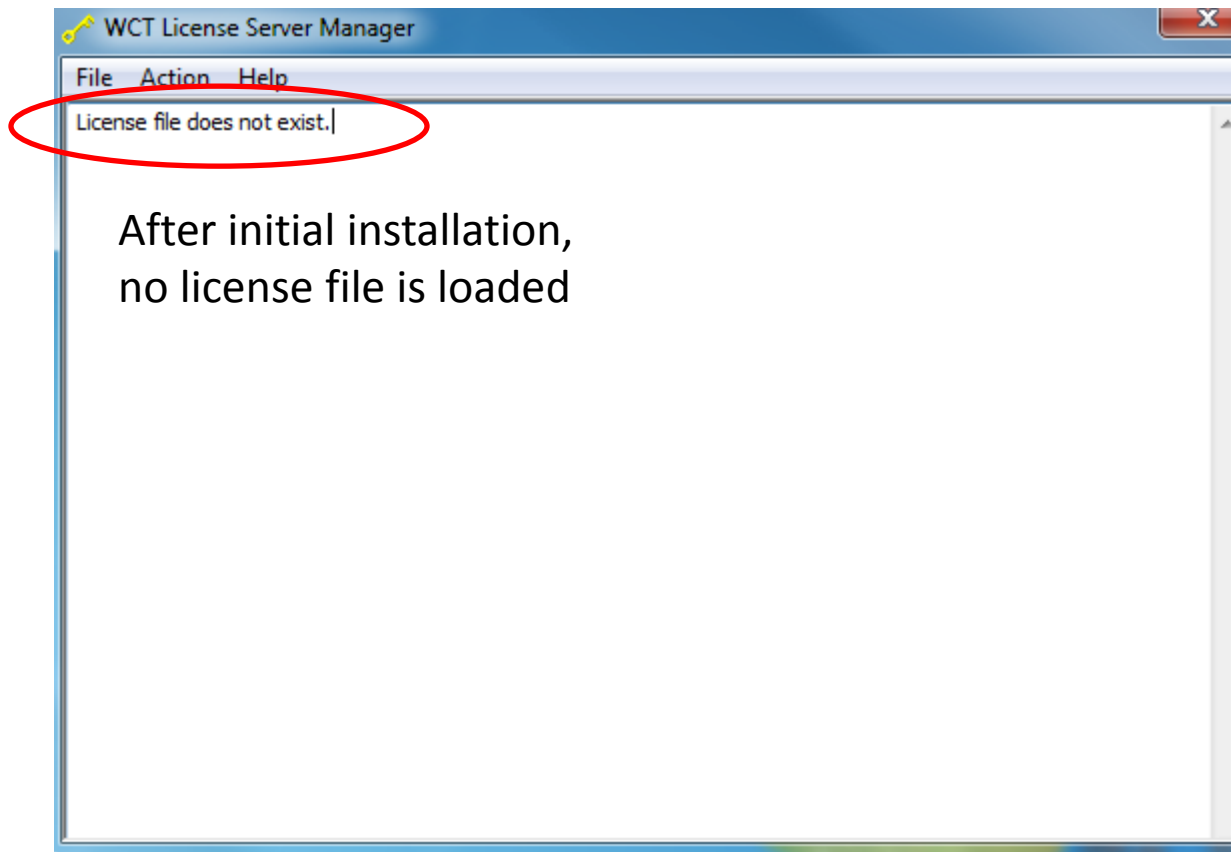 WCT License Server Manager
File Action Help
License file does not exist.
After initial installation,
no license file is loaded